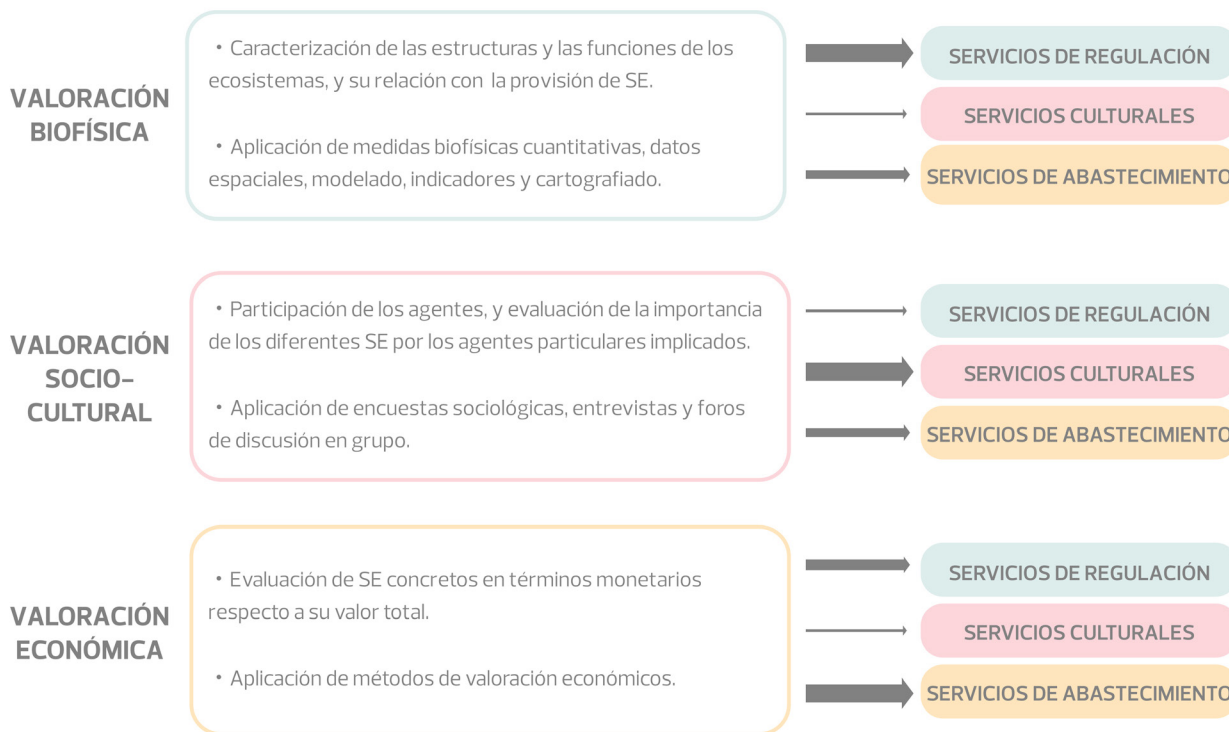 VALORACIÓN
BIOFÍSICA
• Caracterización de las estructuras y las funciones de los
ecosistemas, y su relación con la provisión de SE.
• Aplicación de medidas biofísicas cuantitativas, datos
espaciales, modelado, indicadores y cartografiado.
SERVICIOS DE REGULACIÓN
SERVICIOS CULTURALES
SERVICIOS DE ABASTECIMIENTO
VALORACIÓN
SOCIO-
CULTURAL
• Participación de los agentes, y evaluación de la importancia
de los diferentes SE por los agentes particulares implicados.
• Aplicación de encuestas sociológicas, entrevistas y foros
de discusión en grupo.
SERVICIOS DE REGULACIÓN
SERVICIOS CULTURALES
SERVICIOS DE ABASTECIMIENTO
VALORACIÓN
ECONÓMICA
• Evaluación de SE concretos en términos monetarios
respecto a su valor total.
• Aplicación de métodos de valoración económicos.
SERVICIOS DE REGULACIÓN
SERVICIOS CULTURALES
SERVICIOS DE ABASTECIMIENTO